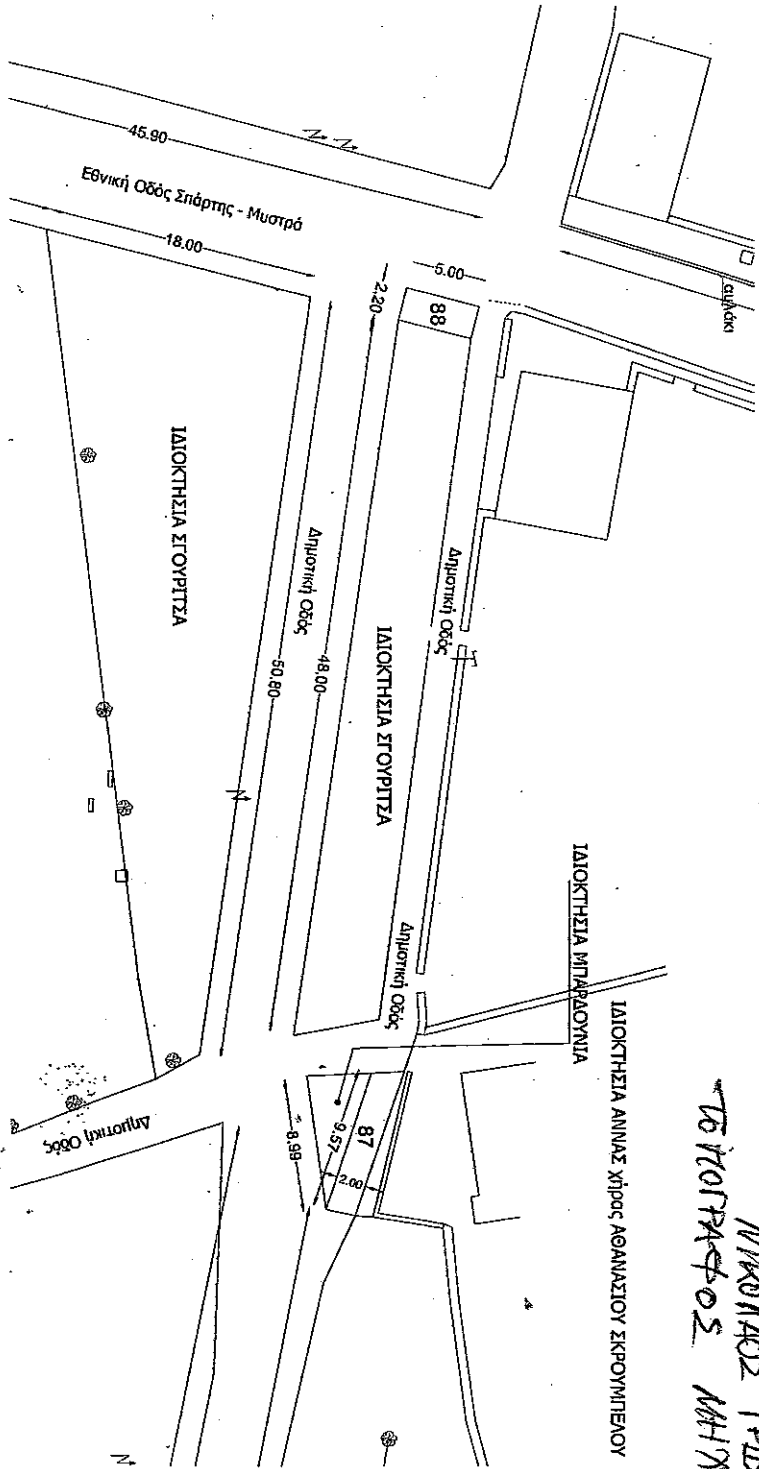 αυλάκι
45.90
Εθνική Οδός Σπάρτης - Μυστρά
18.00
5.00
2.20
88
ΙΔΙΟΚΤΗΣΙΑ ΣΓΟΥΡΙΤΣΑ
Δημοτική Οδός
50.80
48.00
ΙΔΙΟΚΤΗΣΙΑ ΣΓΟΥΡΙΤΣΑ
Δημοτική Οδός
Δημοτική Οδός
ΙΔΙΟΚΤΗΣΙΑ ΜΠΑΡΔΟΥΝΙΑ
ΙΔΙΟΚΤΗΣΙΑ ΑΝΝΑΣ χήρας ΑΘΑΝΑΣΙΟΥ ΣΚΡΟΥΜΠΕΛΟΥ
87
9.57
2.00
8.99
Δημοτική Οδός
ΝΙΚΟΛΑΟΣ
ΤΟΠΟΓΡΑΦΟΣ ΜΗΧ